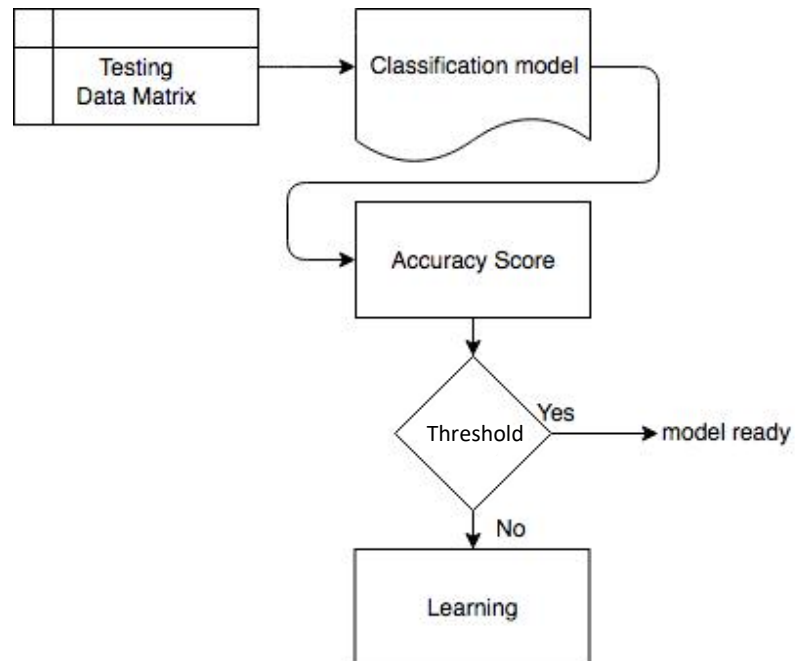 Testing
Data Matrix
Classification model
Accuracy Score
Threshold
Yes
model ready
No
Learning